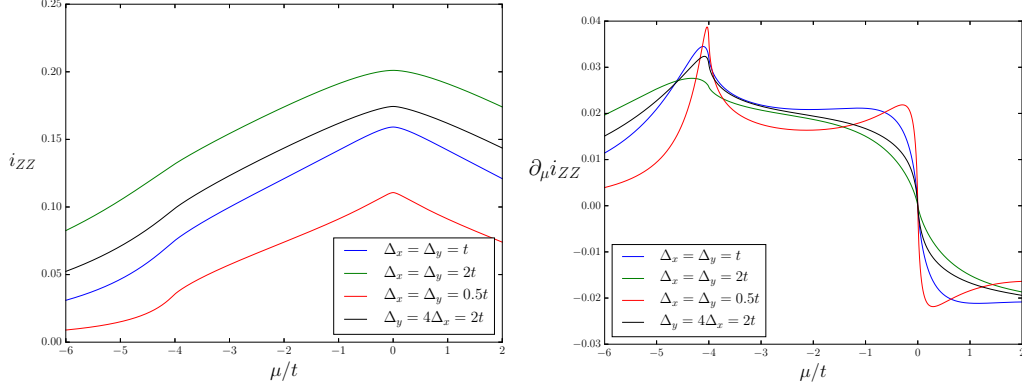 0.25
0.20
0.15
0.10
0.05
0.00
i_{ZZ}
−6 −5 −4 −3 −2 −1 0 1 2
μ/t
Δ_x = Δ_y = t
Δ_x = Δ_y = 2t
Δ_x = Δ_y = 0.5t
Δ_y = 4Δ_x = 2t
0.04
0.03
0.02
0.01
0.00
−0.01
−0.02
−0.03
∂_μ i_{ZZ}
−6 −5 −4 −3 −2 −1 0 1 2
μ/t
Δ_x = Δ_y = t
Δ_x = Δ_y = 2t
Δ_x = Δ_y = 0.5t
Δ_y = 4Δ_x = 2t